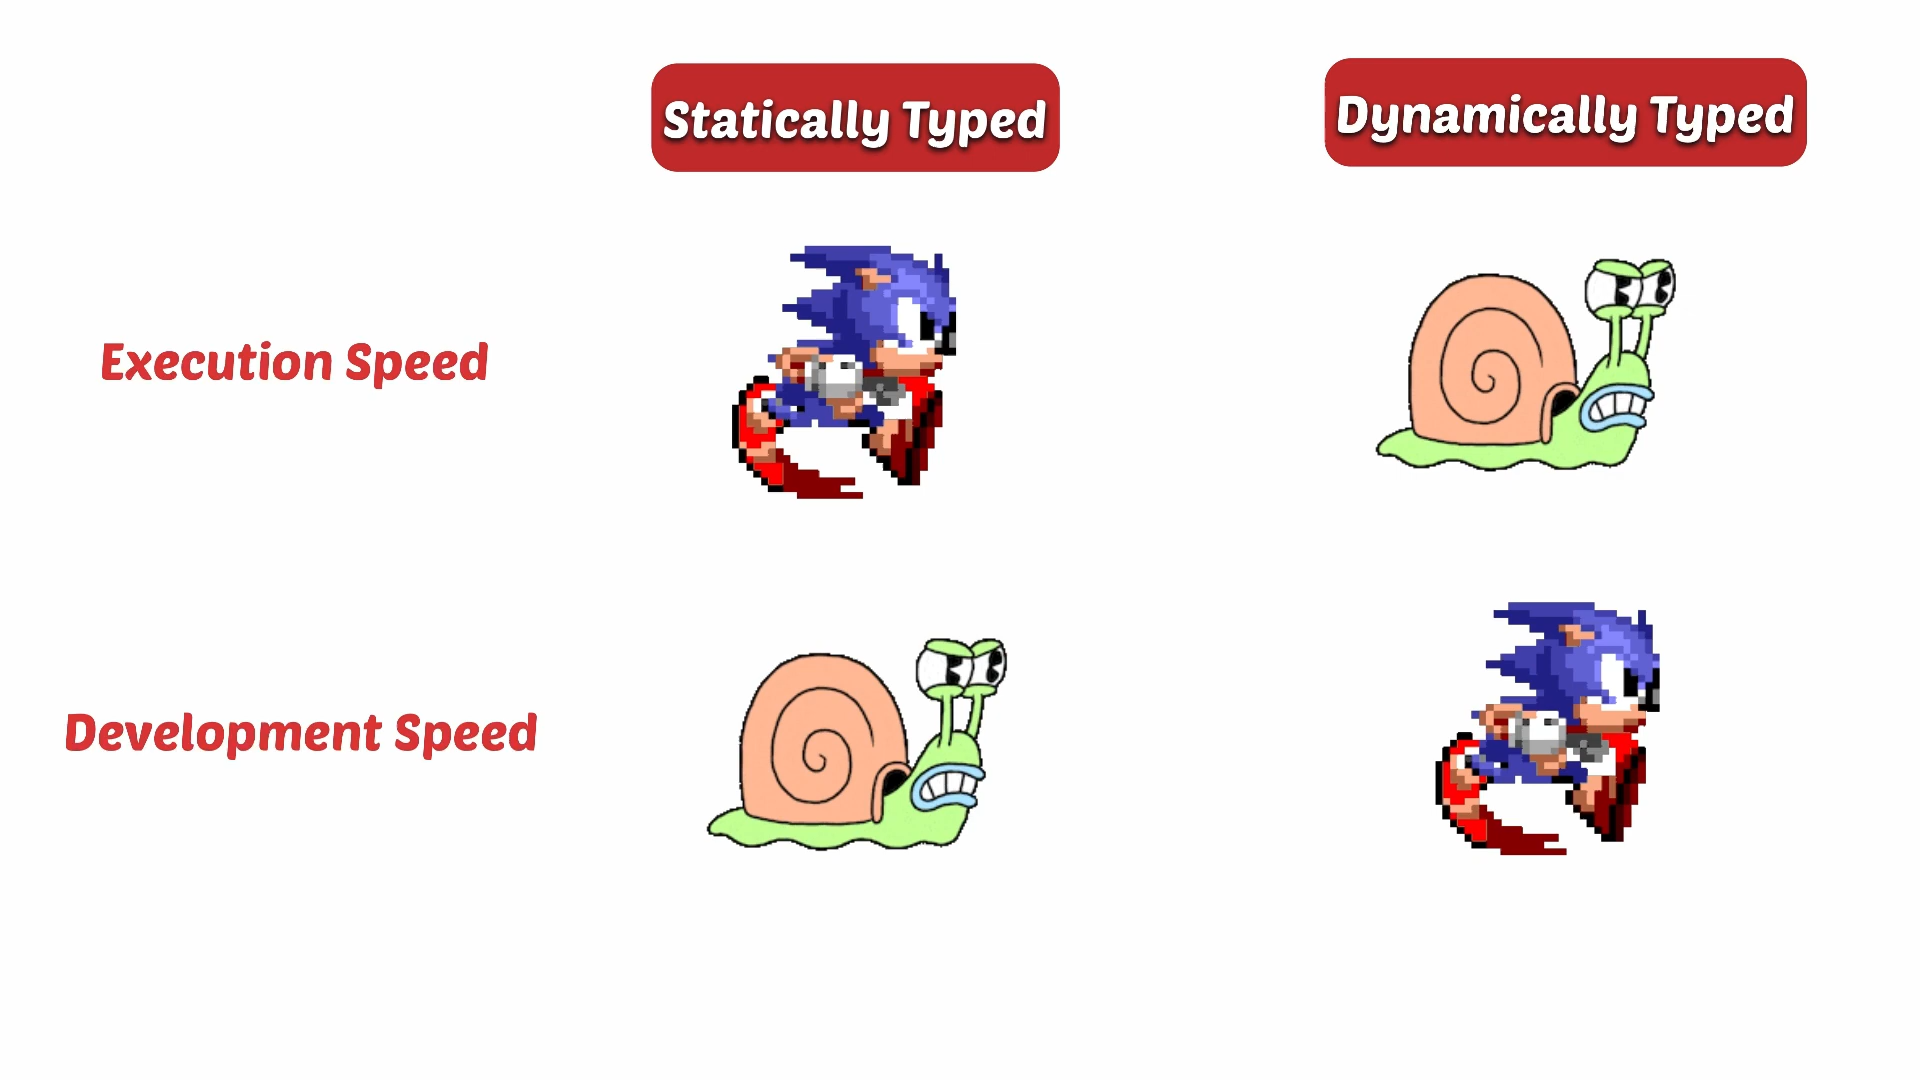 Statically Typed
Dynamically Typed
Execution Speed
Development Speed